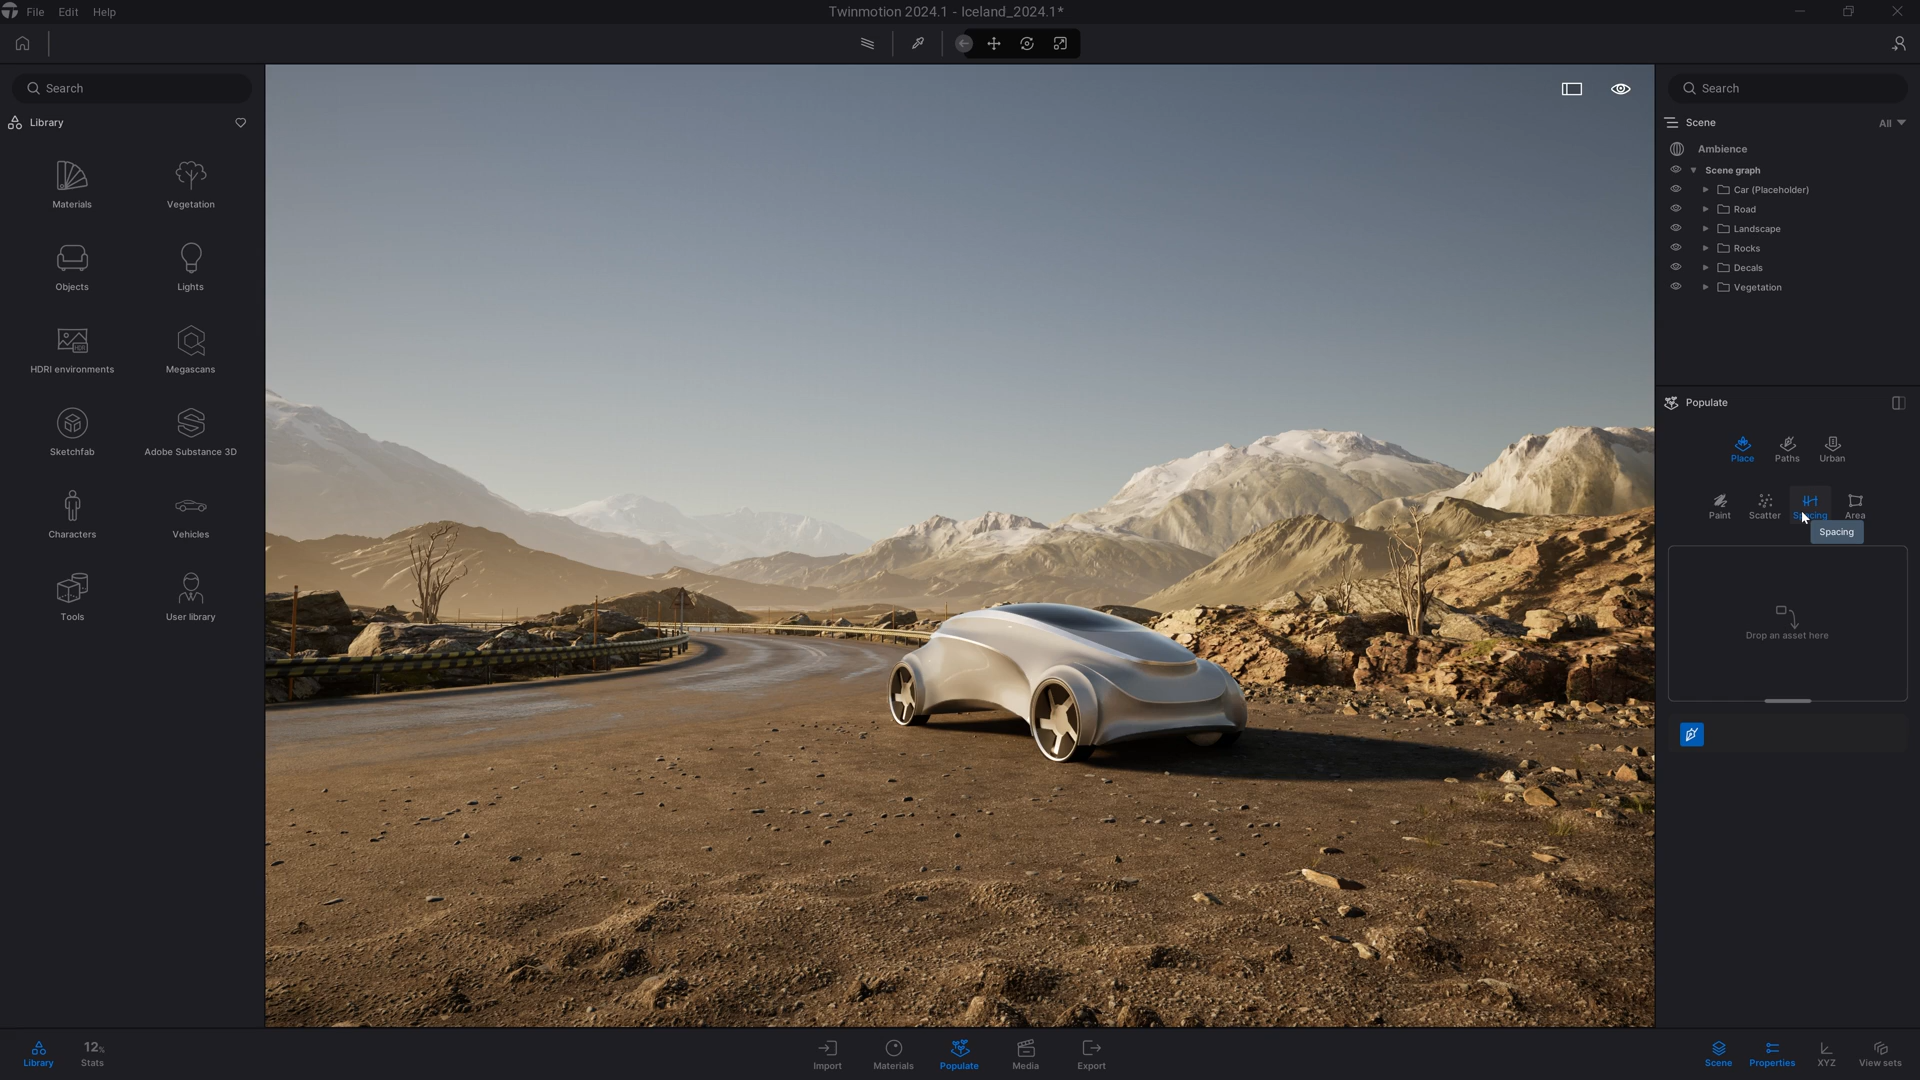 File Edit Help
Twinmotion 2024.1 - Iceland_2024.1*
Search
Library
Materials
Vegetation
Objects
Lights
HDRI environments
Megascans
Sketchfab
Adobe Substance 3D
Characters
Vehicles
Tools
User library
Search
Scene
All
Ambience
Scene graph
Car (Placeholder)
Road
Landscape
Rocks
Decals
Vegetation
Populate
Place
Paths
Urban
Paint
Scatter
Spacing
Area
Spacing
Drop an asset here
Library
12%
Stats
Import
Materials
Populate
Media
Export
Scene
Properties
XYZ
View sets